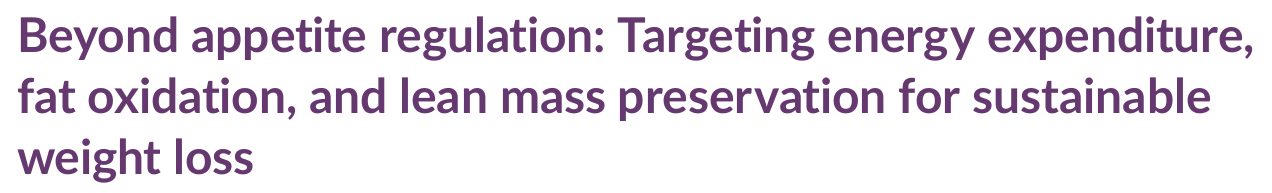 Beyond appetite regulation: Targeting energy expenditure,
fat oxidation, and lean mass preservation for sustainable
weight loss